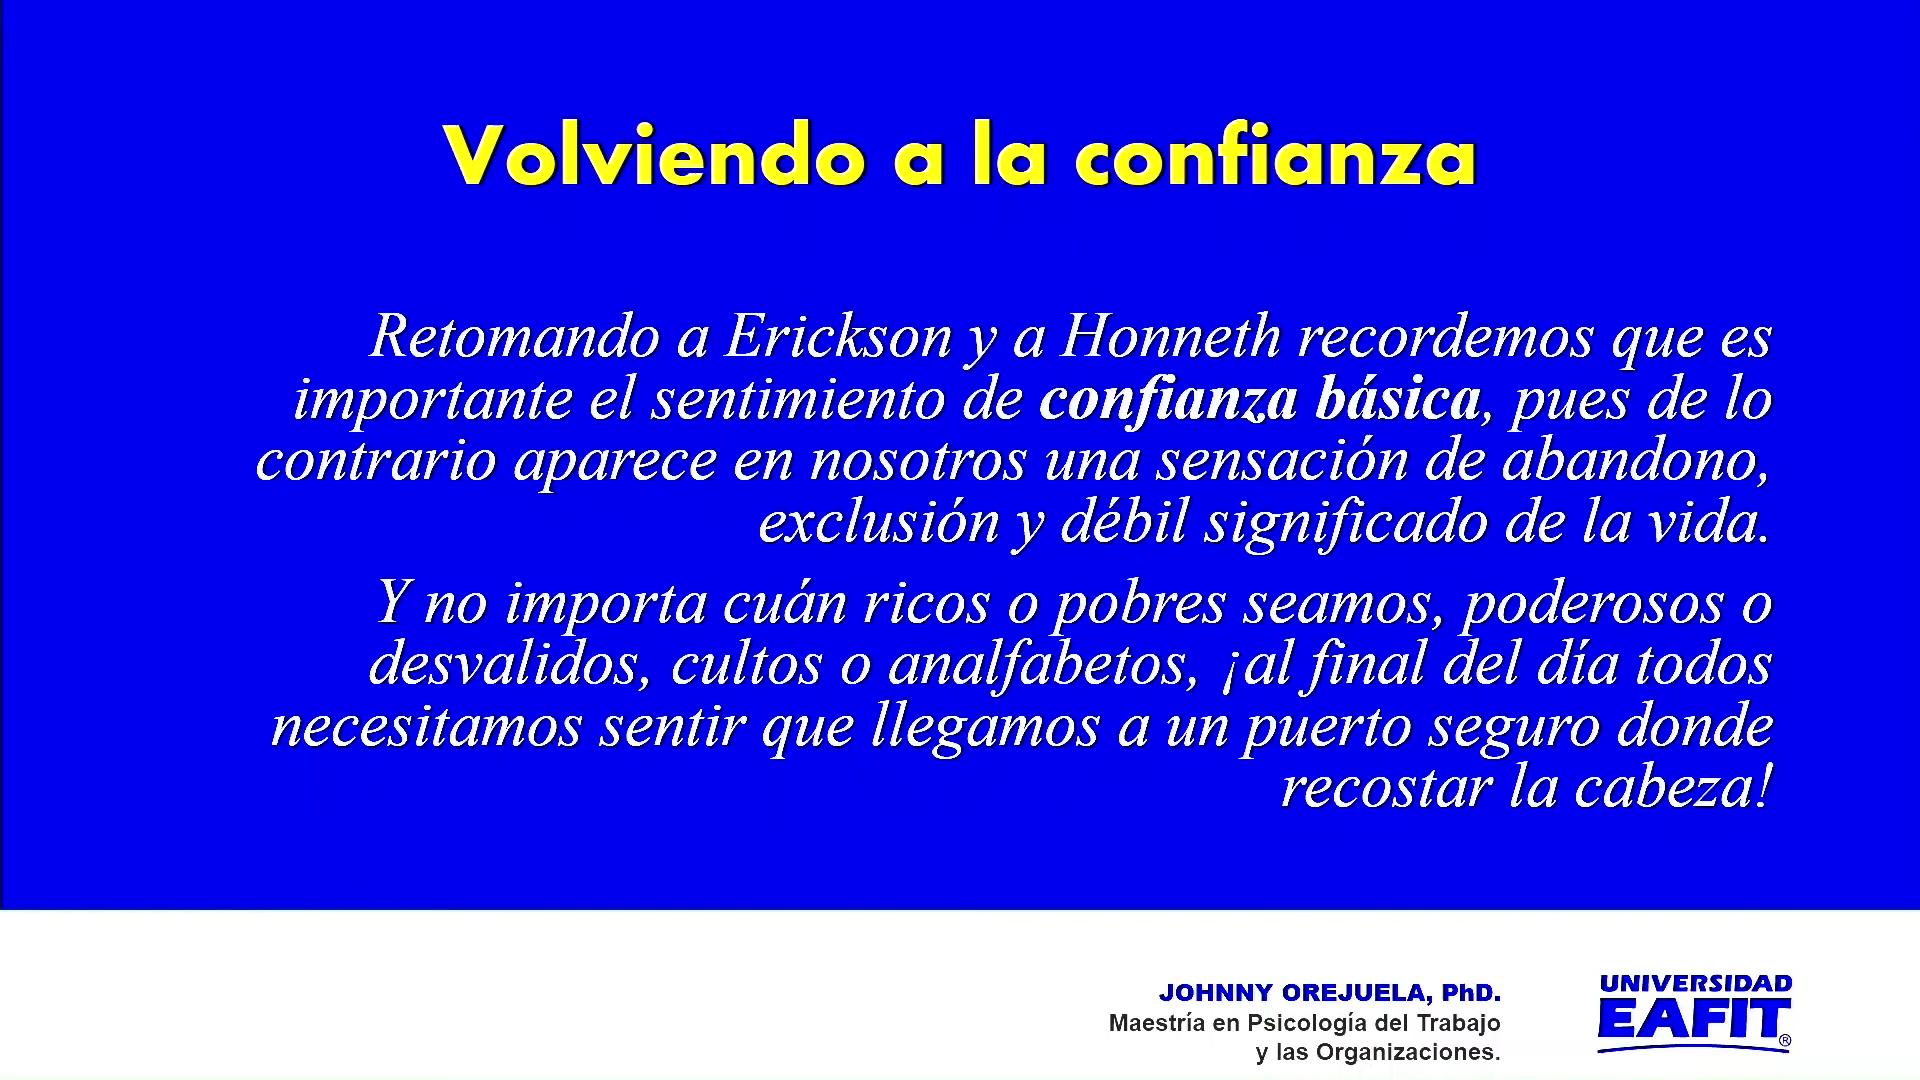 Volviendo a la confianza
Retomando a Erickson y a Honneth recordemos que es
importante el sentimiento de confianza básica, pues de lo
contrario aparece en nosotros una sensación de abandono,
exclusión y débil significado de la vida.
Y no importa cuán ricos o pobres seamos, poderosos o
desvalidos, cultos o analfabetos, ¡al final del día todos
necesitamos sentir que llegamos a un puerto seguro donde
recostar la cabeza!
JOHNNY OREJUELA, PhD.
Maestría en Psicología del Trabajo
y las Organizaciones.
UNIVERSIDAD
EAFIT®